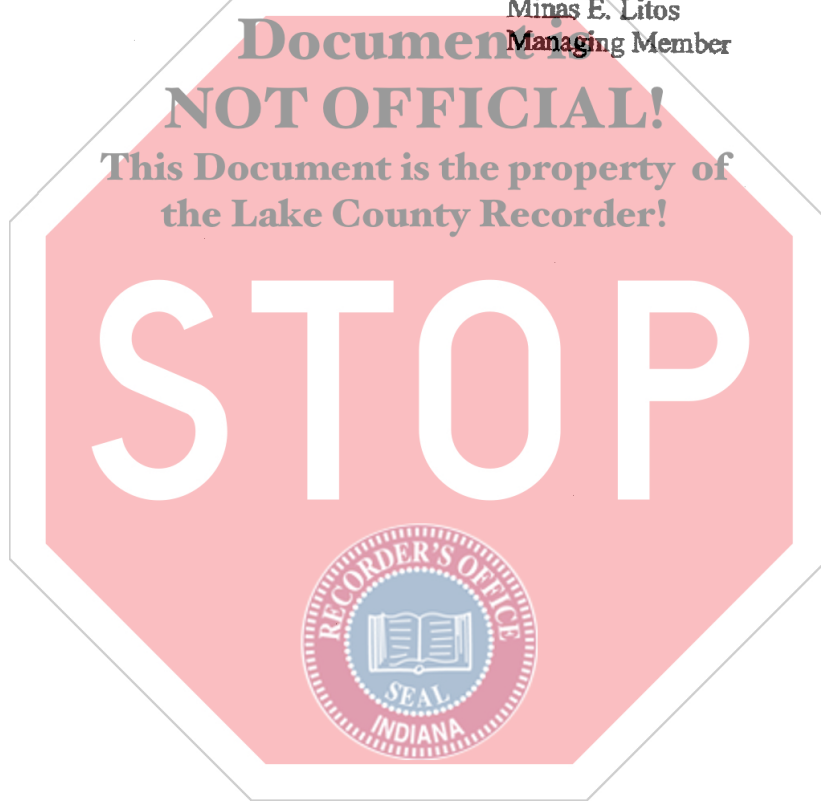 Minas E. Litos
Managing Member
Document is
NOT OFFICIAL!
This Document is the property of
the Lake County Recorder!
STOP
RECORDER'S OFFICE
SEAL
INDIANA